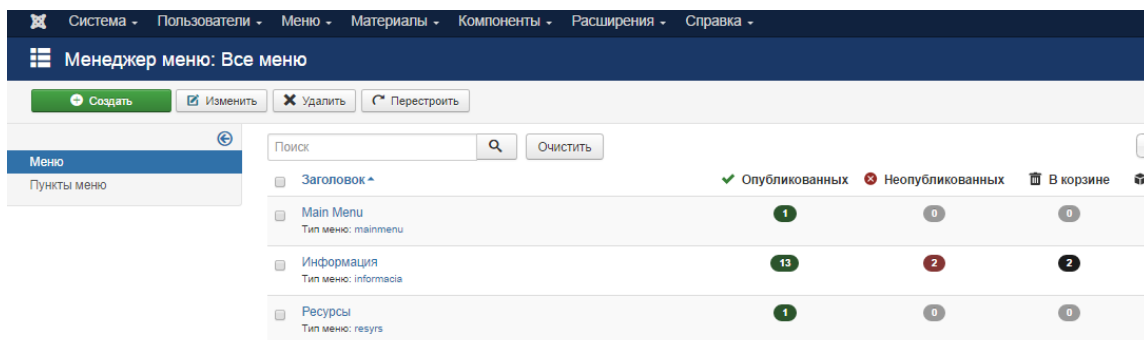 Система Пользователи Меню Материалы Компоненты Расширения Справка
Менеджер меню: Все меню
Создать Изменить Удалить Перестроить
Поиск Очистить
Меню
Пункты меню
Заголовок Опубликованных Неопубликованных В корзине
Main Menu 1 0 0
Тип меню: mainmenu
Информация 13 2 2
Тип меню: informacia
Ресурсы 1 0 0
Тип меню: resyrs